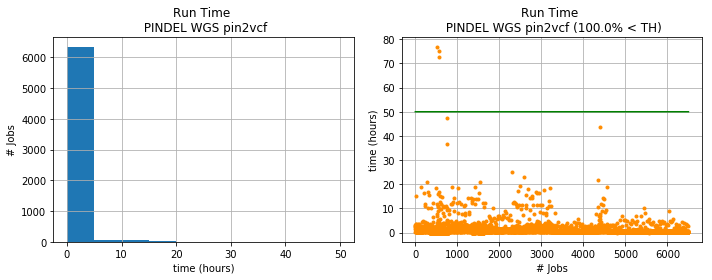 Run Time
PINDEL WGS pin2vcf
# Jobs
6000
5000
4000
3000
2000
1000
0
0 10 20 30 40 50
time (hours)
Run Time
PINDEL WGS pin2vcf (100.0% < TH)
time (hours)
80
70
60
50
40
30
20
10
0
0 1000 2000 3000 4000 5000 6000
# Jobs